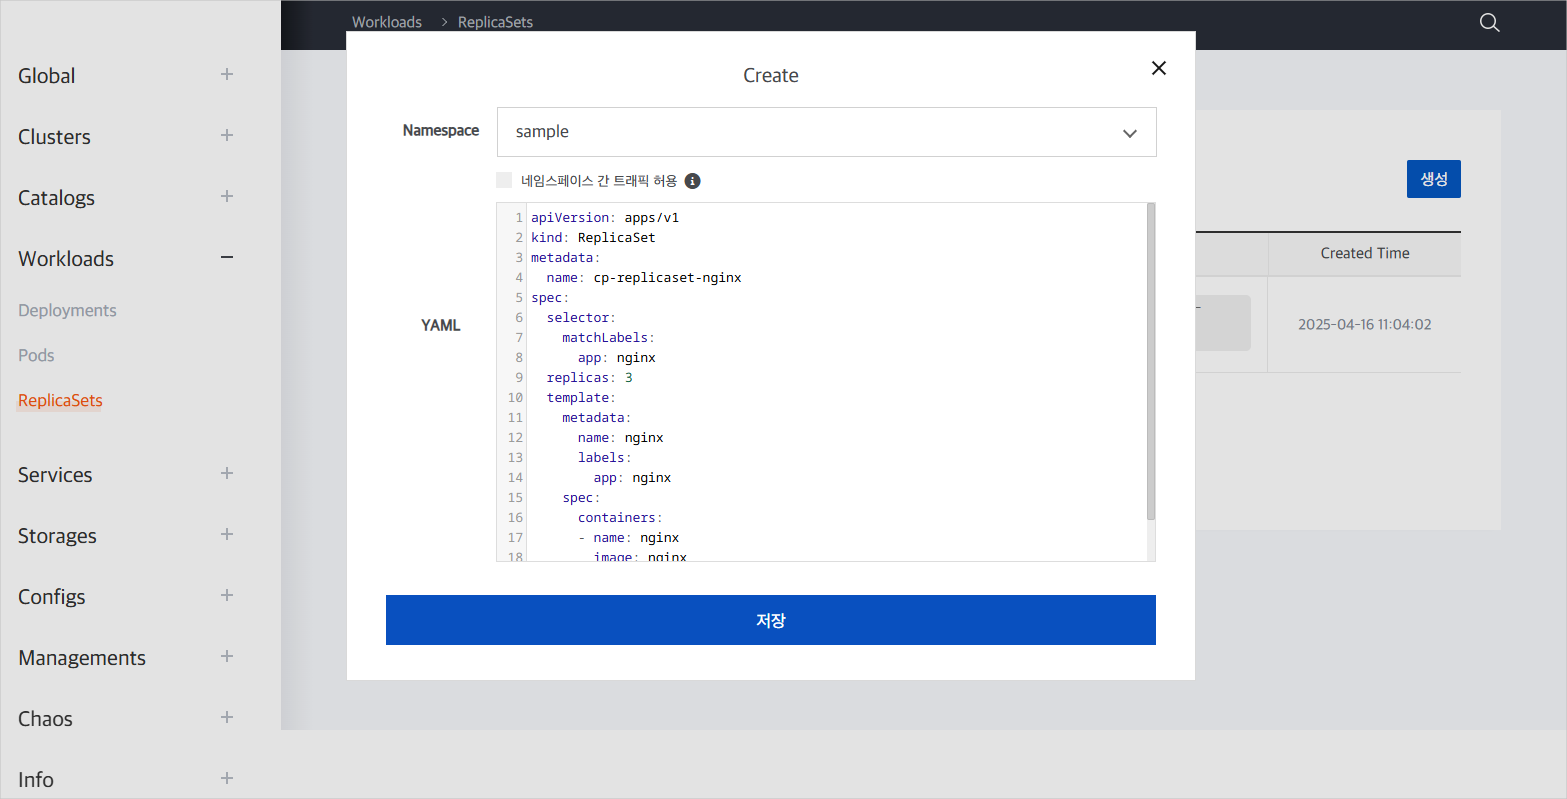 Workloads > ReplicaSets
Global
Clusters
Catalogs
Workloads
Deployments
Pods
ReplicaSets
Services
Storages
Configs
Managements
Chaos
Info
Create
Namespace
sample
네임스페이스 간 트래픽 허용
YAML
1 apiVersion: apps/v1
2 kind: ReplicaSet
3 metadata:
4   name: cp-replicaset-nginx
5 spec:
6   selector:
7     matchLabels:
8       app: nginx
9   replicas: 3
10   template:
11     metadata:
12       name: nginx
13       labels:
14         app: nginx
15     spec:
16       containers:
17       - name: nginx
18         image: nginx
저장
생성
Created Time
2025-04-16 11:04:02